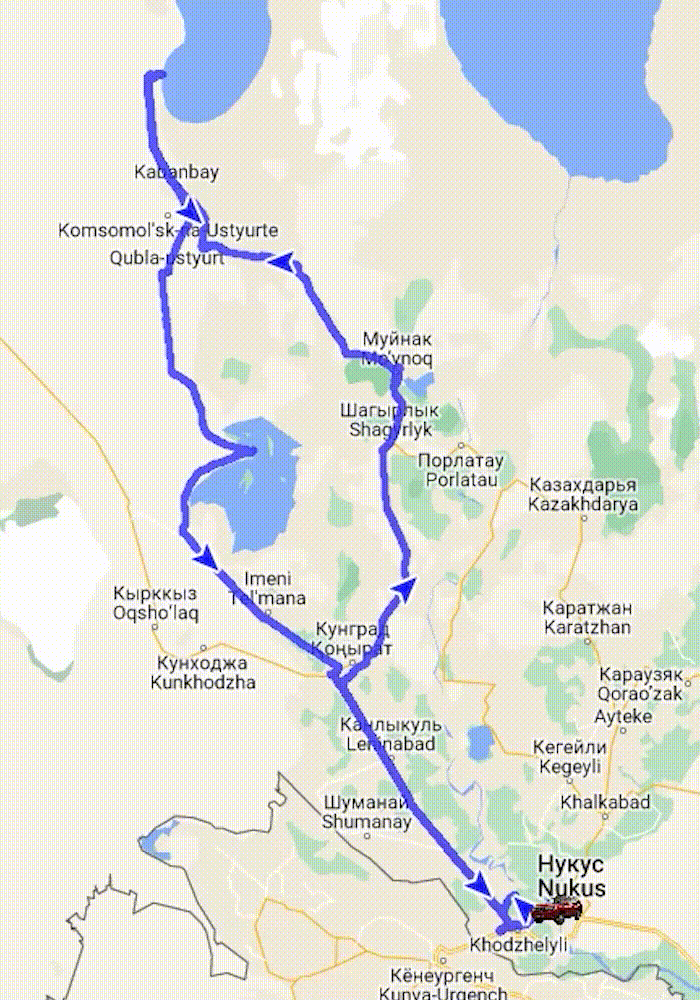 Kabanbay
Komsomol'sk-na-Ustyurte
Qubla-ustyurt
Муйнак
Mo‘ynoq
Шагырлык
Shagyrlyk
Порлатау
Porlatau
Казахдарья
Kazakhdarya
Кырккыз
Oqsho‘laq
Imeni
Tel'mana
Каратжан
Karatzhan
Кунград
Қоңырат
Кунходжа
Kunkhodzha
Караузяк
Qorao‘zak
Ayteke
Канлыкуль
Leninabad
Кегейли
Kegeyli
Шуманай
Shumanay
Khalkabad
Нукус
Nukus
Khodzhelyli
Кёнеургенч
Kunya-Urgench